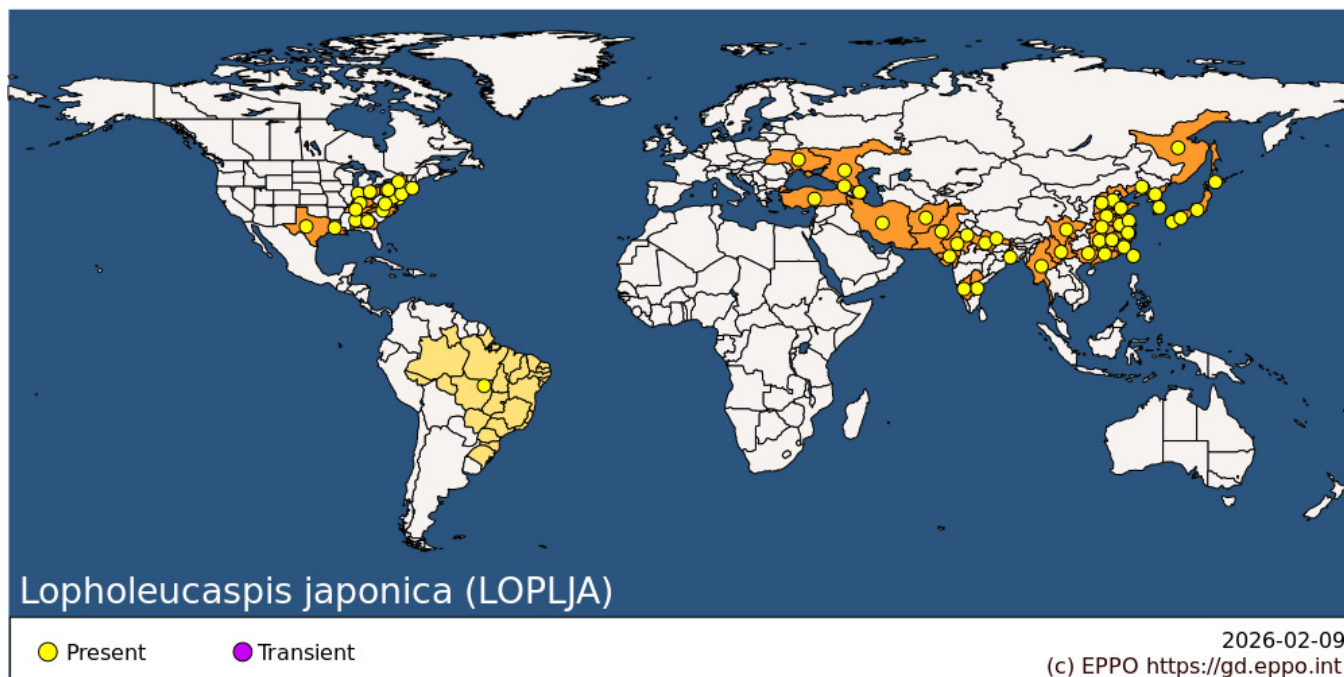 Lopholeucaspis japonica (LOPLJA)
Present
Transient
2026-02-09
(c) EPPO https://gd.eppo.int